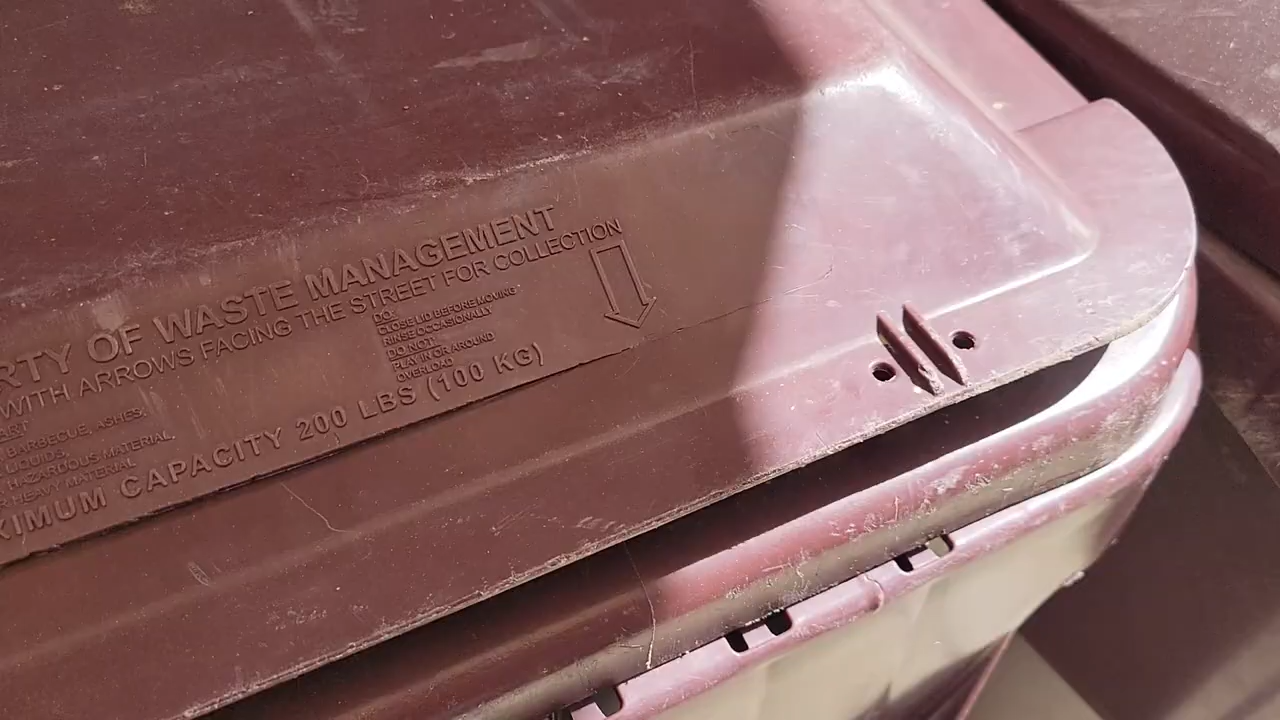 RTY OF WASTE MANAGEMENT
WITH ARROWS FACING THE STREET FOR COLLECTION
ART
BARBECUE, ASHES.
LIQUIDS,
HAZARDOUS MATERIAL,
HEAVY MATERIAL
DO:
CLOSE LID BEFORE MOVING
RINSE OCCASIONALLY
DO NOT:
PLAY IN OR AROUND
OVERLOAD
XIMUM CAPACITY 200 LBS (100 KG)